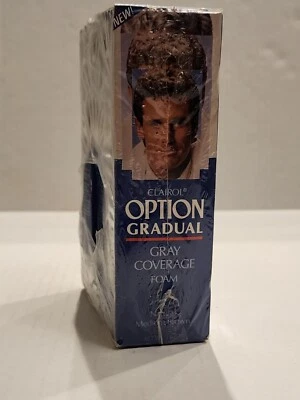 NEW!
CLAIROL®
OPTION
GRADUAL
GRAY
COVERAGE
FOAM